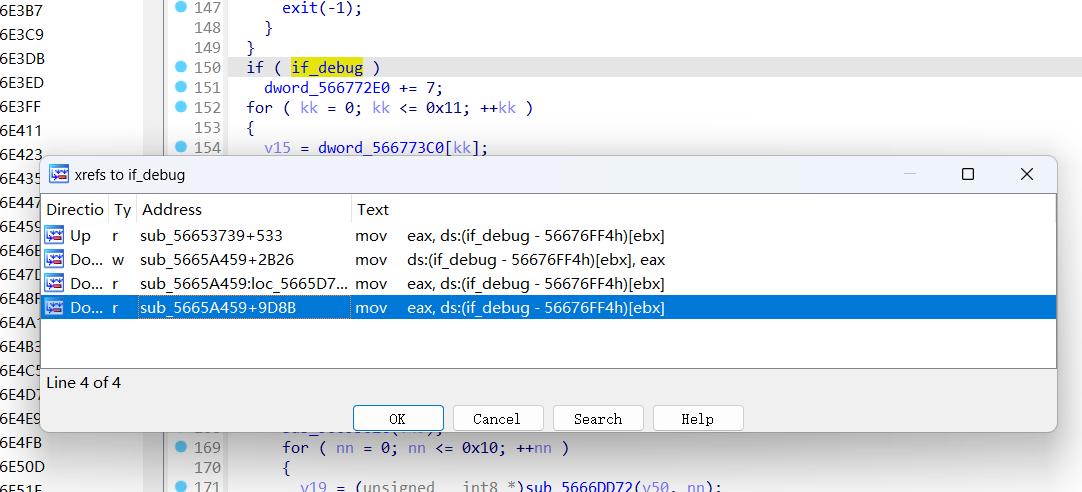 6E3B7
6E3C9
6E3DB
6E3ED
6E3FF
6E411
6E423
6E435
6E447
6E459
6E46B
6E47D
6E48F
6E4A1
6E4B3
6E4C5
6E4D7
6E4E9
6E4FB
6E50D
6E51F
147 exit(-1);
148 }
149 }
150 if ( if_debug )
151 dword_566772E0 += 7;
152 for ( kk = 0; kk <= 0x11; ++kk )
153 {
154 v15 = dword_566773C0[kk];
xrefs to if_debug
Directio Ty Address Text
Up r sub_56653739+533 mov eax, ds:(if_debug - 56676FF4h)[ebx]
Do... w sub_5665A459+2B26 mov ds:(if_debug - 56676FF4h)[ebx], eax
Do... r sub_5665A459:loc_5665D7... mov eax, ds:(if_debug - 56676FF4h)[ebx]
Do... r sub_5665A459+9D8B mov eax, ds:(if_debug - 56676FF4h)[ebx]
Line 4 of 4
OK Cancel Search Help
169 for ( nn = 0; nn <= 0x10; ++nn )
170 {
171 v19 = (unsigned __int8 *)sub_5666DD72(v50, nn);